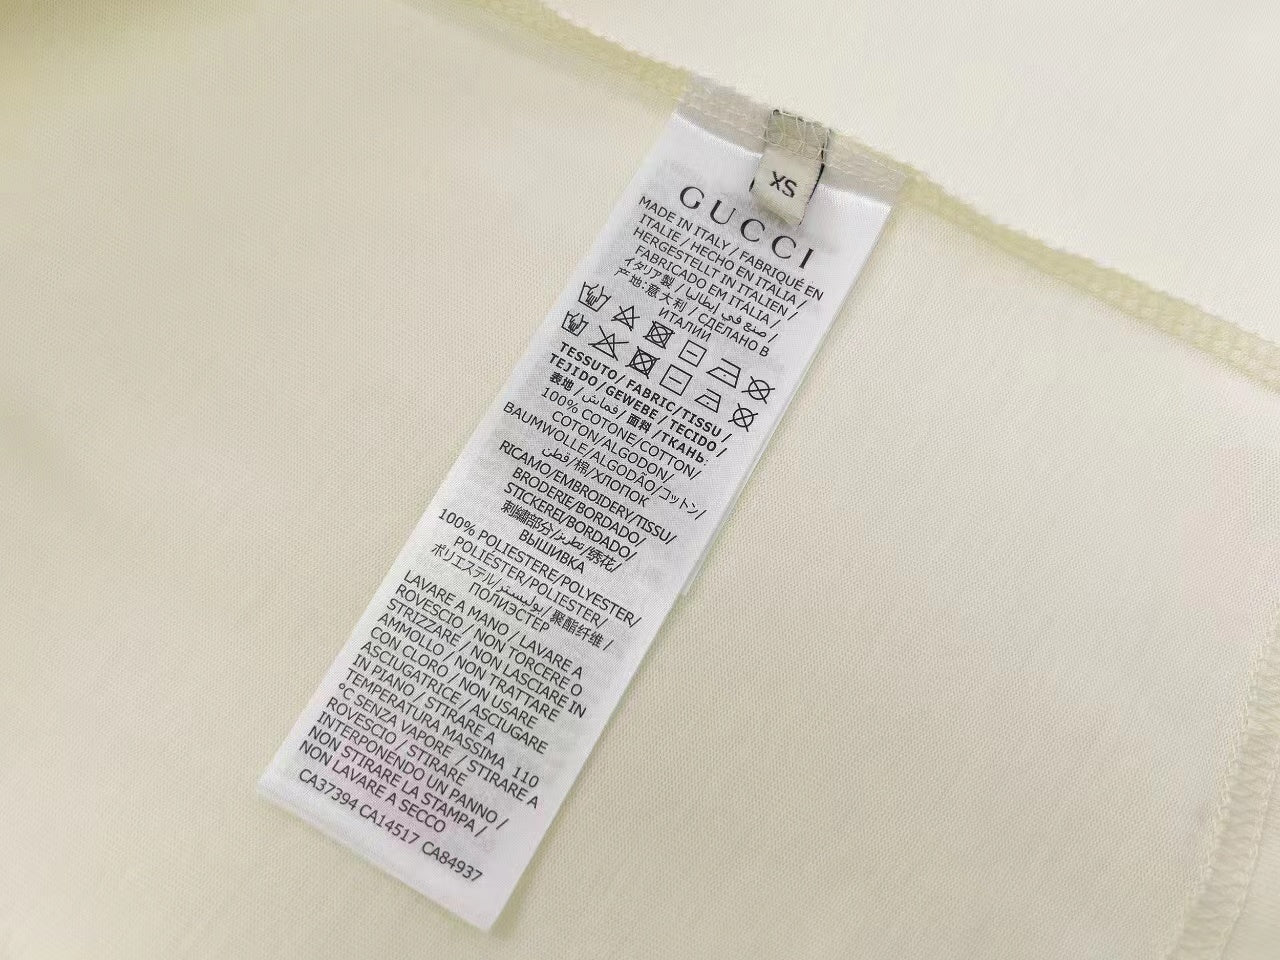 XS
GUCCI
MADE IN ITALY / FABRIQUÉ EN
ITALIE / HECHO EN ITALIA /
HERGESTELLT IN ITALIEN /
FABRICADO EM ITÁLIA /
イタリア製 / صنع في إيطاليا /
产地:意大利 / СДЕЛАНО В
ИТАЛИИ
TESSUTO/ FABRIC/TISSU /
TEJIDO/GEWEBE/TECIDO/
表地 / قماش / 面料 /ТКАНЬ:
100% COTONE/COTTON/
COTON/ALGODON/
BAUMWOLLE/ALGODÃO/コットン/
قطن/棉/ХЛОПОК
RICAMO/EMBROIDERY/TISSU/
BRODERIE/BORDADO/
STICKEREI/BORDADO/
刺繡部分/تطريز/绣花/
ВЫШИВКА
100% POLIESTERE/POLYESTER/
POLIÉSTER/POLIESTER/
ポリエステル/بوليستر/聚酯纤维 /
ПОЛИЭСТЕР
LAVARE A MANO / LAVARE A
ROVESCIO / NON TORCERE O
STRIZZARE / NON LASCIARE IN
AMMOLLO / NON TRATTARE
CON CLORO / NON USARE
ASCIUGATRICE / ASCIUGARE
IN PIANO / STIRARE A
TEMPERATURA MASSIMA 110
°C SENZA VAPORE / STIRARE A
ROVESCIO / STIRARE
INTERPONENDO UN PANNO /
NON STIRARE LA STAMPA /
NON LAVARE A SECCO
CA37394 CA14517 CA84937